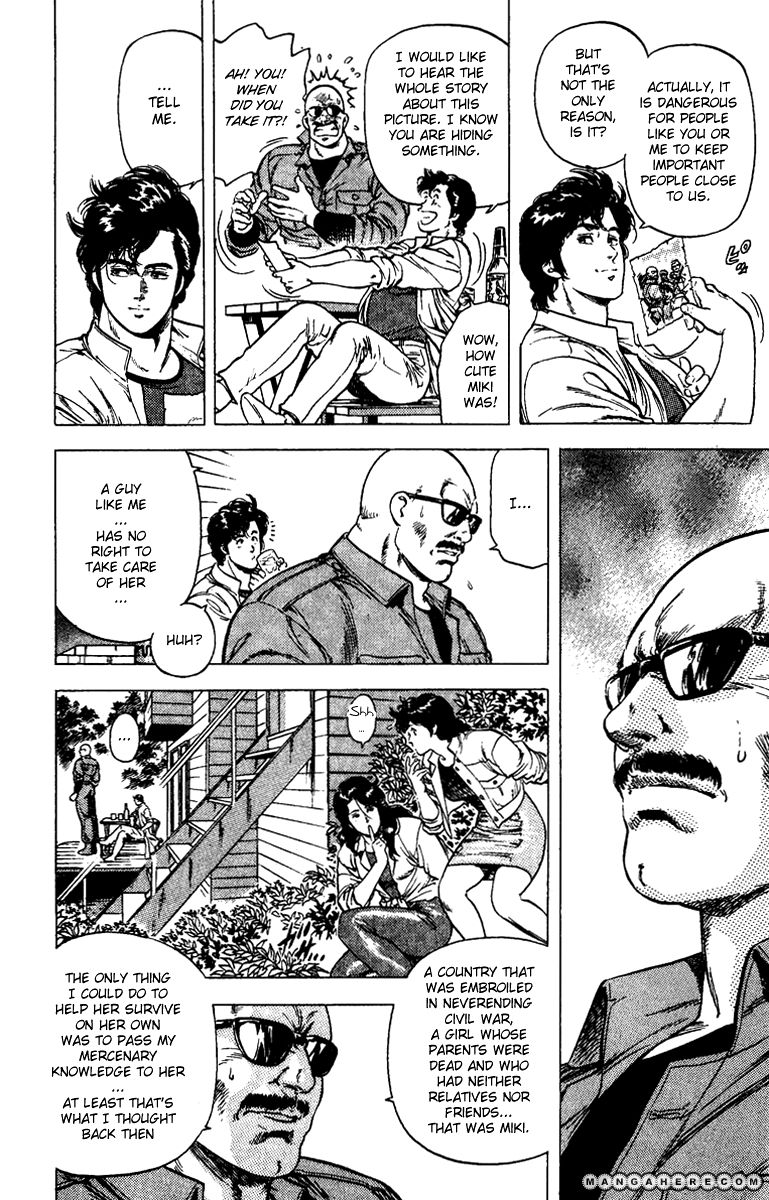 ACTUALLY, IT
IS DANGEROUS
FOR PEOPLE
LIKE YOU OR
ME TO KEEP
IMPORTANT
PEOPLE CLOSE
TO US.
BUT
THAT'S
NOT THE
ONLY
REASON,
IS IT?
I WOULD LIKE
TO HEAR THE
WHOLE STORY
ABOUT THIS
PICTURE. I KNOW
YOU ARE HIDING
SOMETHING.
AH! YOU!
WHEN
DID YOU
TAKE IT?!
WOW,
HOW
CUTE
MIKI
WAS!
...
TELL
ME.
I...
A GUY
LIKE ME
...
HAS NO
RIGHT TO
TAKE CARE
OF HER
...
HUH?
Shh
..
....
A COUNTRY THAT
WAS EMBROILED
IN NEVERENDING
CIVIL WAR,
A GIRL WHOSE
PARENTS WERE
DEAD AND WHO
HAD NEITHER
RELATIVES NOR
FRIENDS...
THAT WAS MIKI.
THE ONLY THING
I COULD DO TO
HELP HER SURVIVE
ON HER OWN
WAS TO PASS MY
MERCENARY
KNOWLEDGE TO HER
...
AT LEAST THAT'S
WHAT I THOUGHT
BACK THEN
MANGAHERE.COM